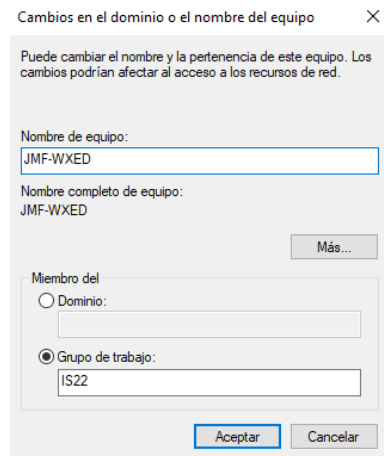 Cambios en el dominio o el nombre del equipo
Puede cambiar el nombre y la pertenencia de este equipo. Los
cambios podrían afectar al acceso a los recursos de red.
Nombre de equipo:
JMF-WXED
Nombre completo de equipo:
JMF-WXED
Más...
Miembro del
Dominio:
Grupo de trabajo:
IS22
Aceptar Cancelar